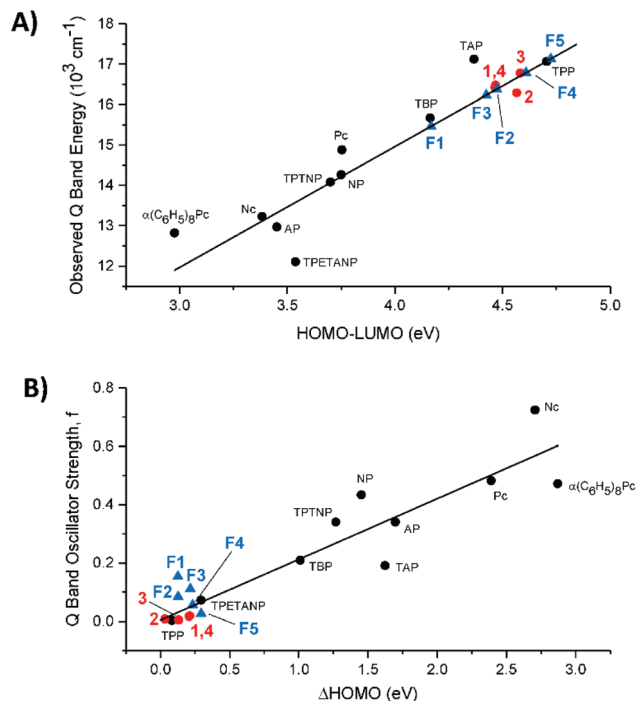 A)
Observed Q Band Energy (10³ cm⁻¹)
18
17
16
15
14
13
12
3.0
3.5
4.0
4.5
5.0
HOMO-LUMO (eV)
α(C₆H₅)₈Pc
Nc
AP
TPETANP
TPTNP
NP
Pc
TBP
F1
TAP
1,4
3
2
F3
F2
F4
F5
TPP
B)
Q Band Oscillator Strength, f
0.8
0.6
0.4
0.2
0.0
0.0
0.5
1.0
1.5
2.0
2.5
3.0
ΔHOMO (eV)
Nc
α(C₆H₅)₈Pc
Pc
NP
TPTNP
AP
TAP
TBP
F4
F1
F3
F2
TPETANP
3
2
1,4
F5
TPP